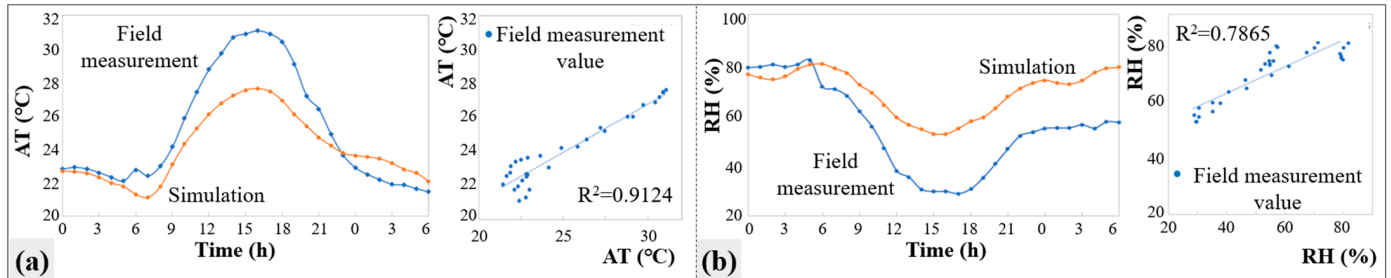 AT (℃)
32
30
28
26
24
22
20
Field
measurement
Simulation
0 3 6 9 12 15 18 21 0 3 6
Time (h)
(a)
AT (℃)
32
30
28
26
24
22
20
Field measurement
value
R²=0.9124
20 25 30
AT (℃)
RH (%)
100
80
60
40
20
Simulation
Field
measurement
0 3 6 9 12 15 18 21 0 3 6
Time (h)
(b)
RH (%)
R²=0.7865
80
60
40
20
Field measurement
value
20 40 60 80
RH (%)